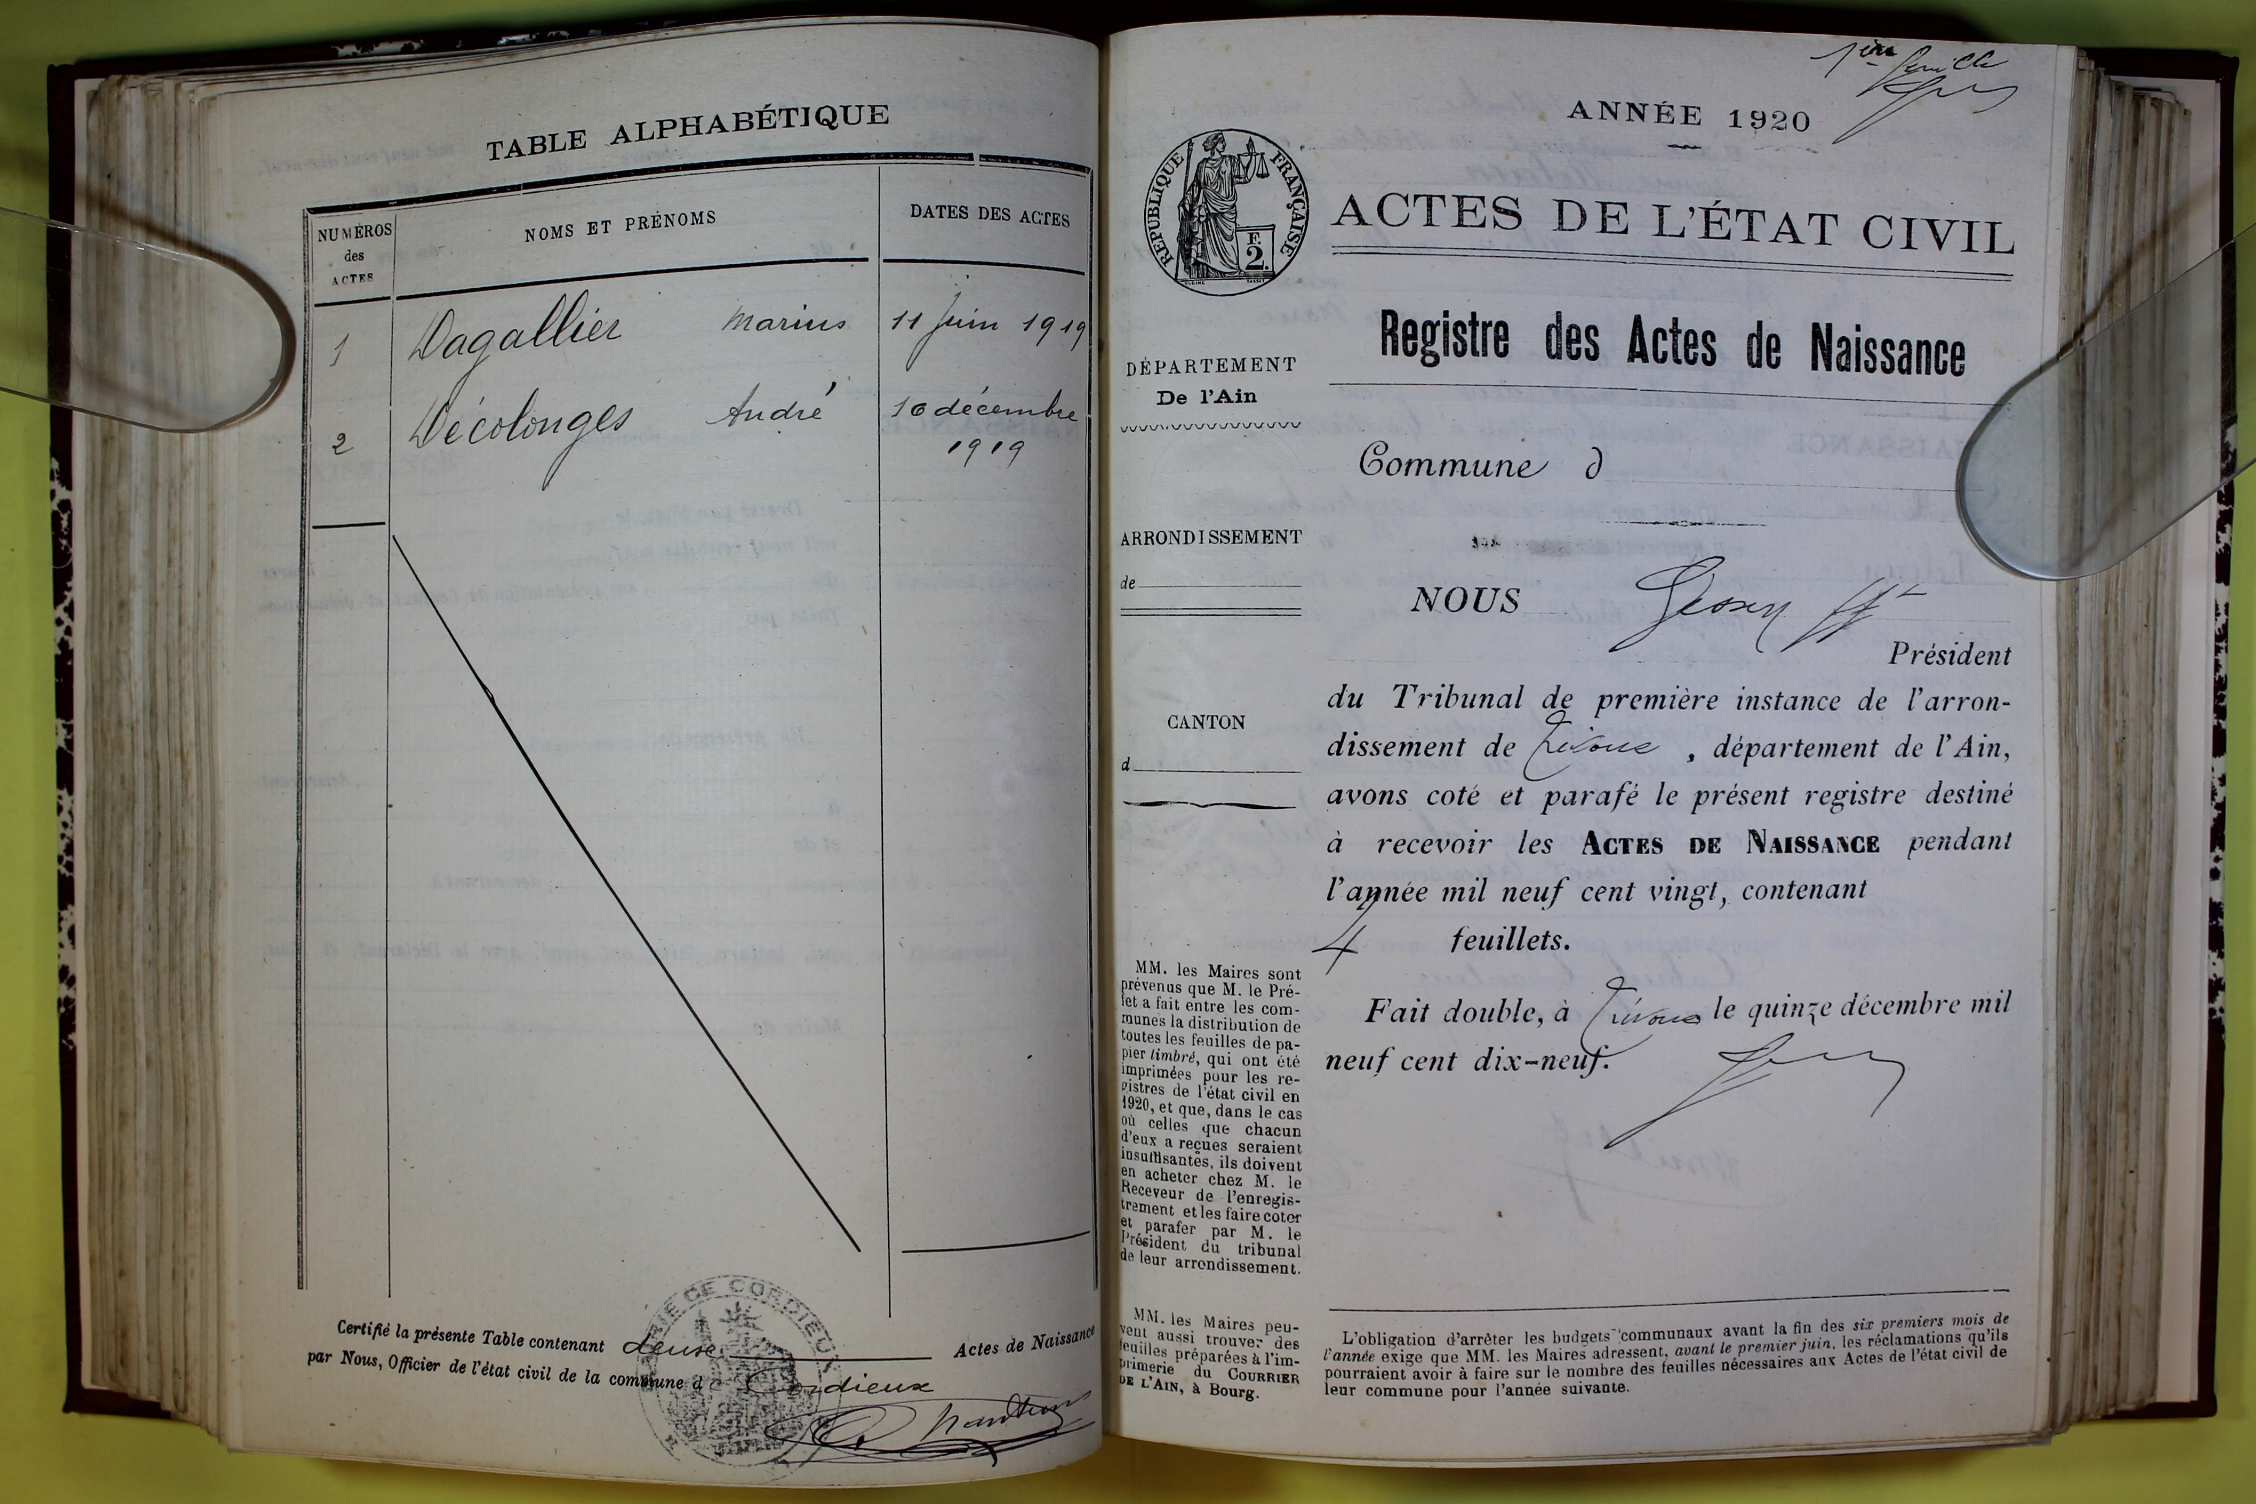 TABLE ALPHABÉTIQUE
NUMÉROS
des
ACTES
NOMS ET PRÉNOMS
DATES DES ACTES
1 Dagallier Marius 11 Juin 1919
2 Décolonges André 10 décembre
1919
Certifié la présente Table contenant deux Actes de Naissance
par Nous, Officier de l'état civil de la commune de Cordieux
MAIRIE DE CORDIEUX
1ère feuille
ANNÉE 1920
RÉPUBLIQUE FRANÇAISE
F.
2.
ACTES DE L'ÉTAT CIVIL
Registre des Actes de Naissance
DÉPARTEMENT
De l'Ain
Commune d
ARRONDISSEMENT
de
CANTON
d
NOUS
Président
du Tribunal de première instance de l'arron-
dissement de Trévoux, département de l'Ain,
avons coté et parafé le présent registre destiné
à recevoir les ACTES DE NAISSANCE pendant
l'année mil neuf cent vingt, contenant
4 feuillets.
Fait double, à Trévoux le quinze décembre mil
neuf cent dix-neuf.
MM. les Maires sont
prévenus que M. le Pré-
fet a fait entre les com-
munes la distribution de
toutes les feuilles de pa-
pier timbré, qui ont été
imprimées pour les re-
gistres de l'état civil en
1920, et que, dans le cas
où celles que chacun
d'eux a reçues seraient
insuffisantes, ils doivent
en acheter chez M. le
Receveur de l'enregis-
trement et les faire coter
et parafer par M. le
Président du tribunal
de leur arrondissement.
MM. les Maires peu-
vent aussi trouver des
feuilles préparées à l'im-
primerie du COURRIER
DE L'AIN, à Bourg.
L'obligation d'arrêter les budgets communaux avant la fin des six premiers mois de
l'année exige que MM. les Maires adressent, avant le premier juin, les réclamations qu'ils
pourraient avoir à faire sur le nombre des feuilles nécessaires aux Actes de l'état civil de
leur commune pour l'année suivante.